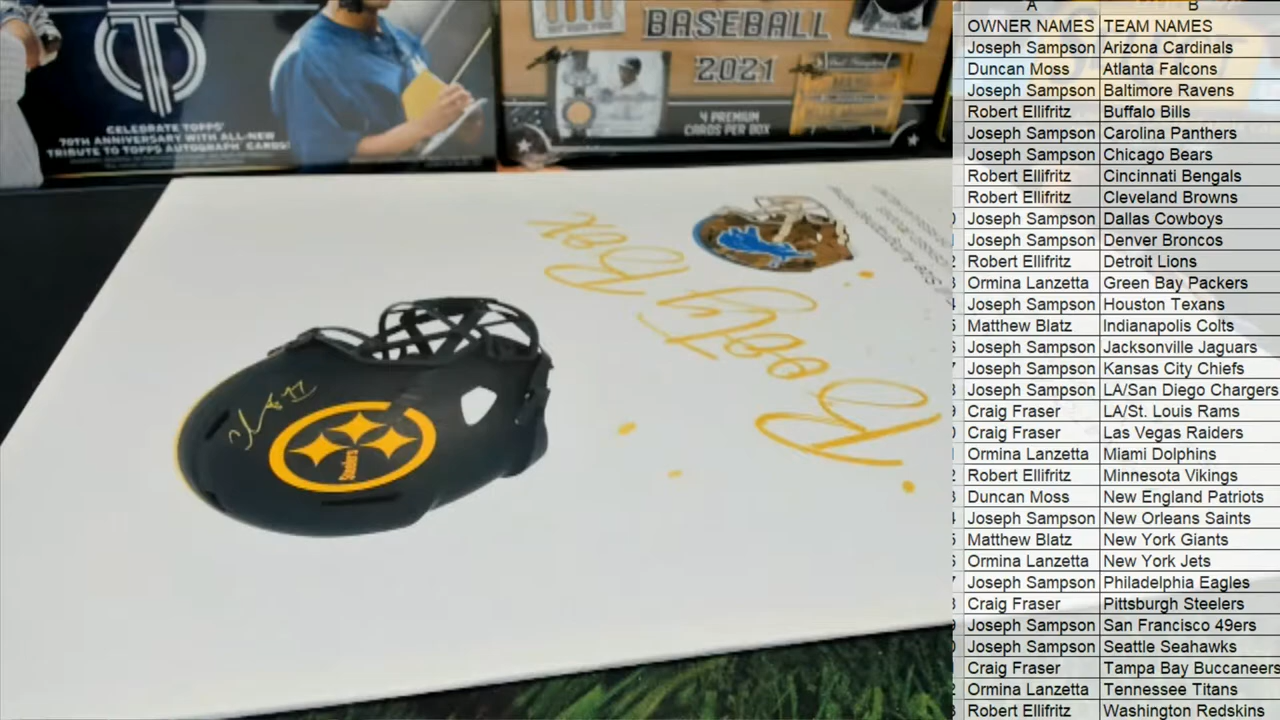 CELEBRATE TOPPS'
70TH ANNIVERSARY WITH ALL-NEW
TRIBUTE TO TOPPS AUTOGRAPH CARDS!
BASEBALL
2021
4 PREMIUM
CARDS PER BOX
Booty Box
Steelers
A B
OWNER NAMES TEAM NAMES
Joseph Sampson Arizona Cardinals
Duncan Moss Atlanta Falcons
Joseph Sampson Baltimore Ravens
Robert Ellifritz Buffalo Bills
Joseph Sampson Carolina Panthers
Joseph Sampson Chicago Bears
Robert Ellifritz Cincinnati Bengals
Robert Ellifritz Cleveland Browns
Joseph Sampson Dallas Cowboys
Joseph Sampson Denver Broncos
Robert Ellifritz Detroit Lions
Ormina Lanzetta Green Bay Packers
Joseph Sampson Houston Texans
Matthew Blatz Indianapolis Colts
Joseph Sampson Jacksonville Jaguars
Joseph Sampson Kansas City Chiefs
Joseph Sampson LA/San Diego Chargers
Craig Fraser LA/St. Louis Rams
Craig Fraser Las Vegas Raiders
Ormina Lanzetta Miami Dolphins
Robert Ellifritz Minnesota Vikings
Duncan Moss New England Patriots
Joseph Sampson New Orleans Saints
Matthew Blatz New York Giants
Ormina Lanzetta New York Jets
Joseph Sampson Philadelphia Eagles
Craig Fraser Pittsburgh Steelers
Joseph Sampson San Francisco 49ers
Joseph Sampson Seattle Seahawks
Craig Fraser Tampa Bay Buccaneers
Ormina Lanzetta Tennessee Titans
Robert Ellifritz Washington Redskins